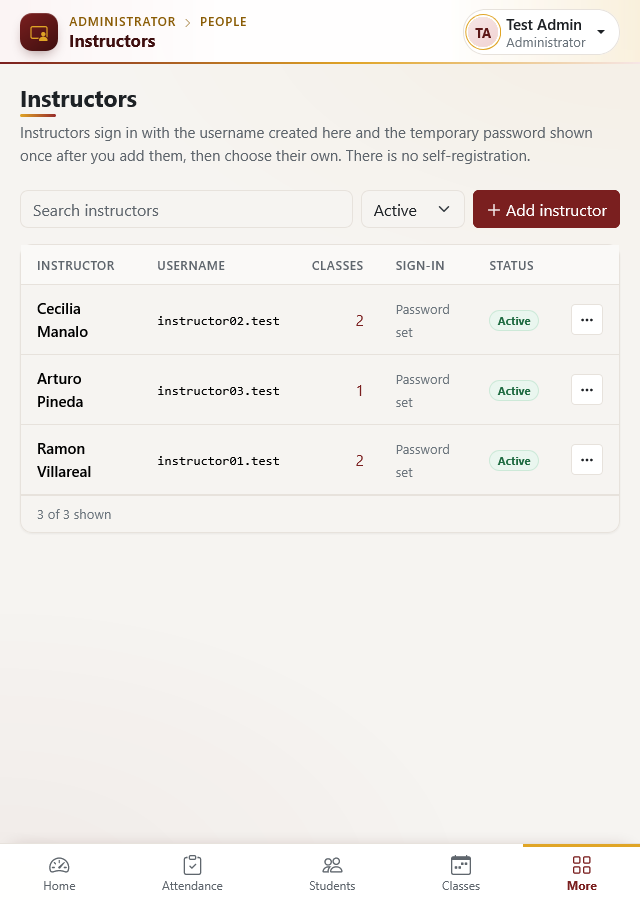 ADMINISTRATOR > PEOPLE
Instructors
TA
Test Admin
Administrator
Instructors
Instructors sign in with the username created here and the temporary password shown
once after you add them, then choose their own. There is no self-registration.
Search instructors
Active
+ Add instructor
INSTRUCTOR USERNAME CLASSES SIGN-IN STATUS
Cecilia Manalo instructor02.test 2 Password set Active ...
Arturo Pineda instructor03.test 1 Password set Active ...
Ramon Villareal instructor01.test 2 Password set Active ...
3 of 3 shown
Home Attendance Students Classes More